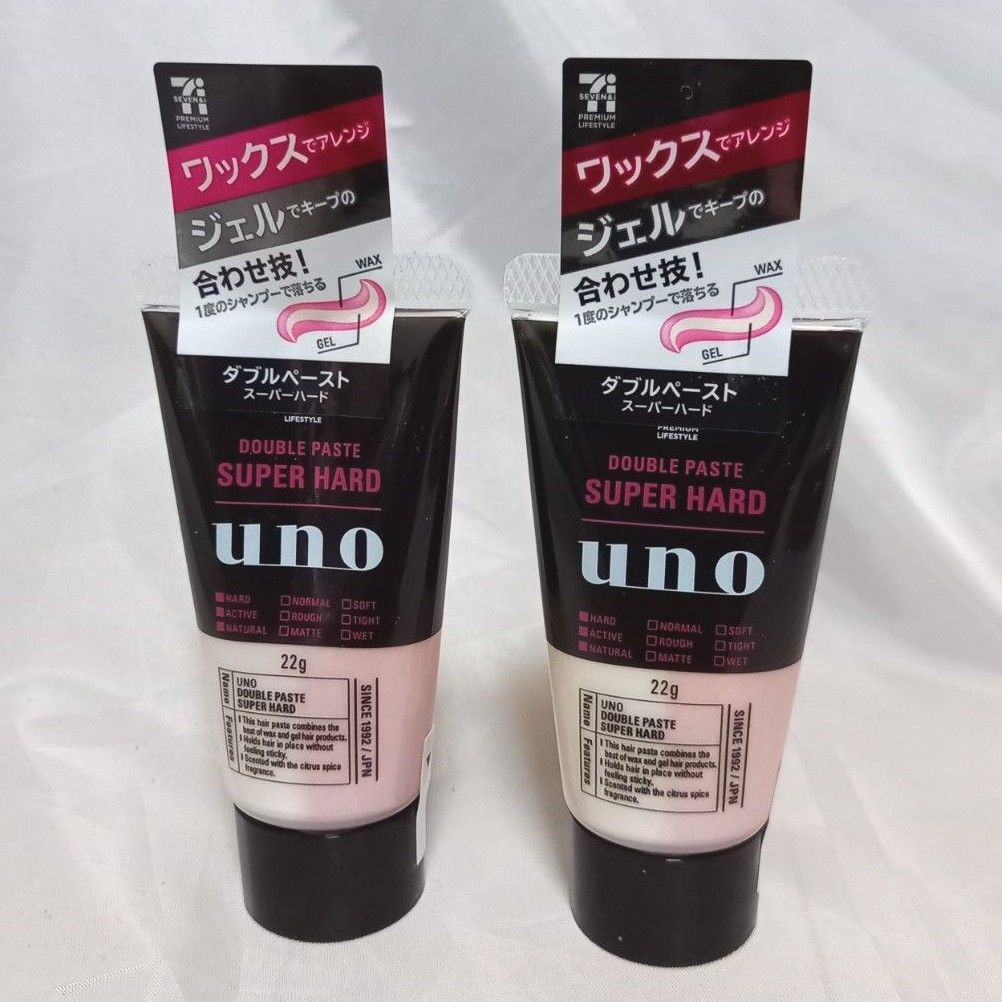 SEVEN&i
PREMIUM
LIFESTYLE
ワックスでアレンジ
ジェルでキープの
合わせ技!
1度のシャンプーで落ちる
WAX
GEL
ダブルペースト
スーパーハード
LIFESTYLE
DOUBLE PASTE
SUPER HARD
uno
HARD NORMAL SOFT
ACTIVE ROUGH TIGHT
NATURAL MATTE WET
22g
Name
UNO
DOUBLE PASTE
SUPER HARD
Features
This hair paste combines the
best of wax and gel hair products.
Holds hair in place without
feeling sticky.
Scented with the citrus spice
fragrance.
SINCE 1992 / JPN
SEVEN&i
PREMIUM
LIFESTYLE
ワックスでアレンジ
ジェルでキープの
合わせ技!
1度のシャンプーで落ちる
WAX
GEL
ダブルペースト
スーパーハード
PREMIUM
LIFESTYLE
DOUBLE PASTE
SUPER HARD
uno
HARD NORMAL SOFT
ACTIVE ROUGH TIGHT
NATURAL MATTE WET
22g
Name
UNO
DOUBLE PASTE
SUPER HARD
Features
This hair paste combines the
best of wax and gel hair products.
Holds hair in place without
feeling sticky.
Scented with the citrus spice
fragrance.
SINCE 1992 / JPN